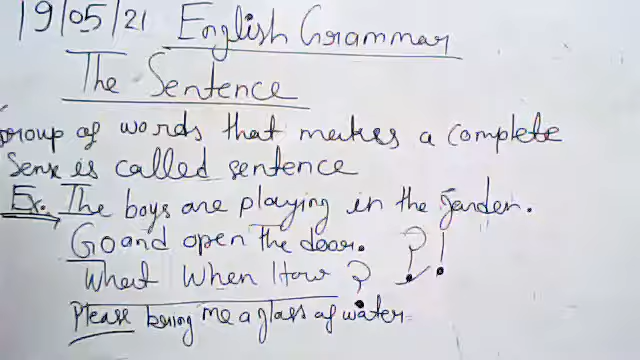 19/05/21 English Grammar
The Sentence
group of words that makes a complete
sense is called sentence
Ex. The boys are playing in the garden.
Go and open the door. ? !
What When How ?
Please bring me a glass of water.